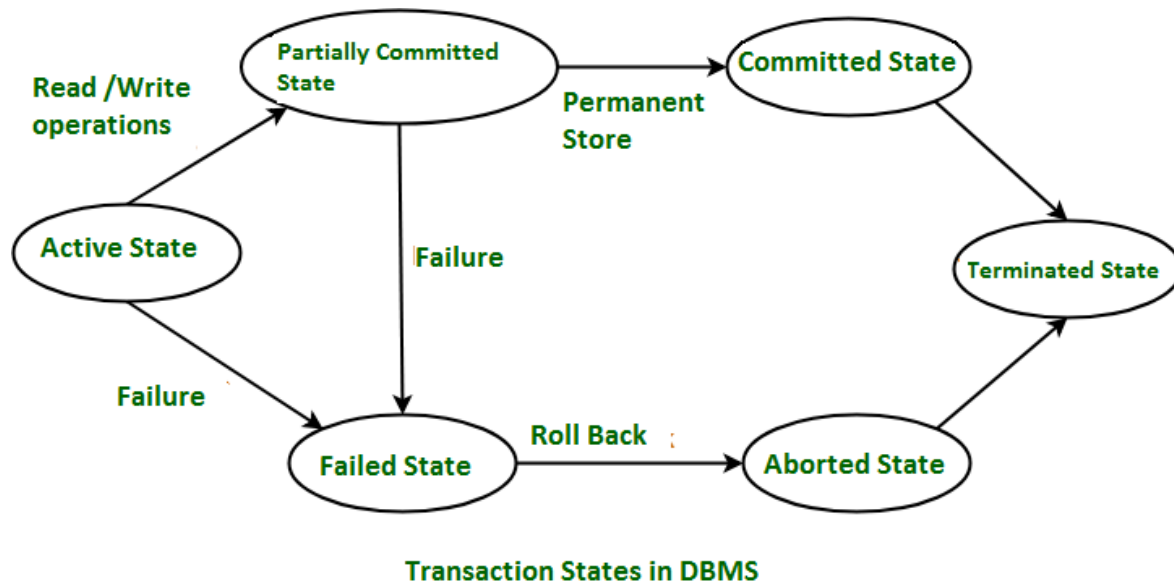 Partially Committed
State
Committed State
Read /Write
operations
Permanent
Store
Active State
Failure
Terminated State
Failure
Roll Back
Failed State
Aborted State
Transaction States in DBMS